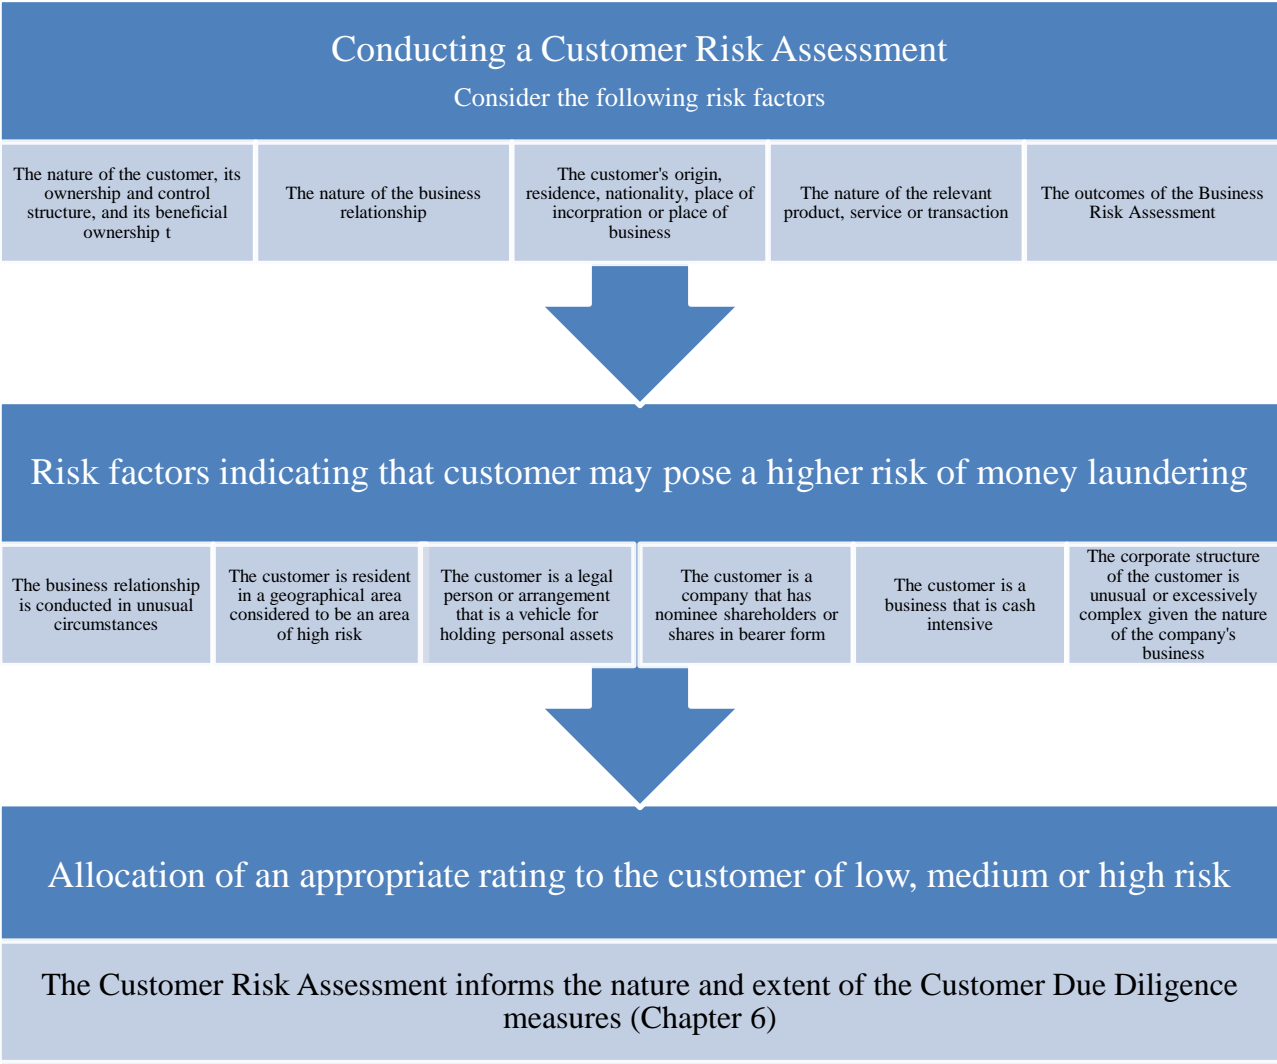 Conducting a Customer Risk Assessment
Consider the following risk factors
The nature of the customer, its
ownership and control
structure, and its beneficial
ownership t
The nature of the business
relationship
The customer's origin,
residence, nationality, place of
incorpration or place of
business
The nature of the relevant
product, service or transaction
The outcomes of the Business
Risk Assessment
Risk factors indicating that customer may pose a higher risk of money laundering
The business relationship
is conducted in unusual
circumstances
The customer is resident
in a geographical area
considered to be an area
of high risk
The customer is a legal
person or arrangement
that is a vehicle for
holding personal assets
The customer is a
company that has
nominee shareholders or
shares in bearer form
The customer is a
business that is cash
intensive
The corporate structure
of the customer is
unusual or excessively
complex given the nature
of the company's
business
Allocation of an appropriate rating to the customer of low, medium or high risk
The Customer Risk Assessment informs the nature and extent of the Customer Due Diligence
measures (Chapter 6)